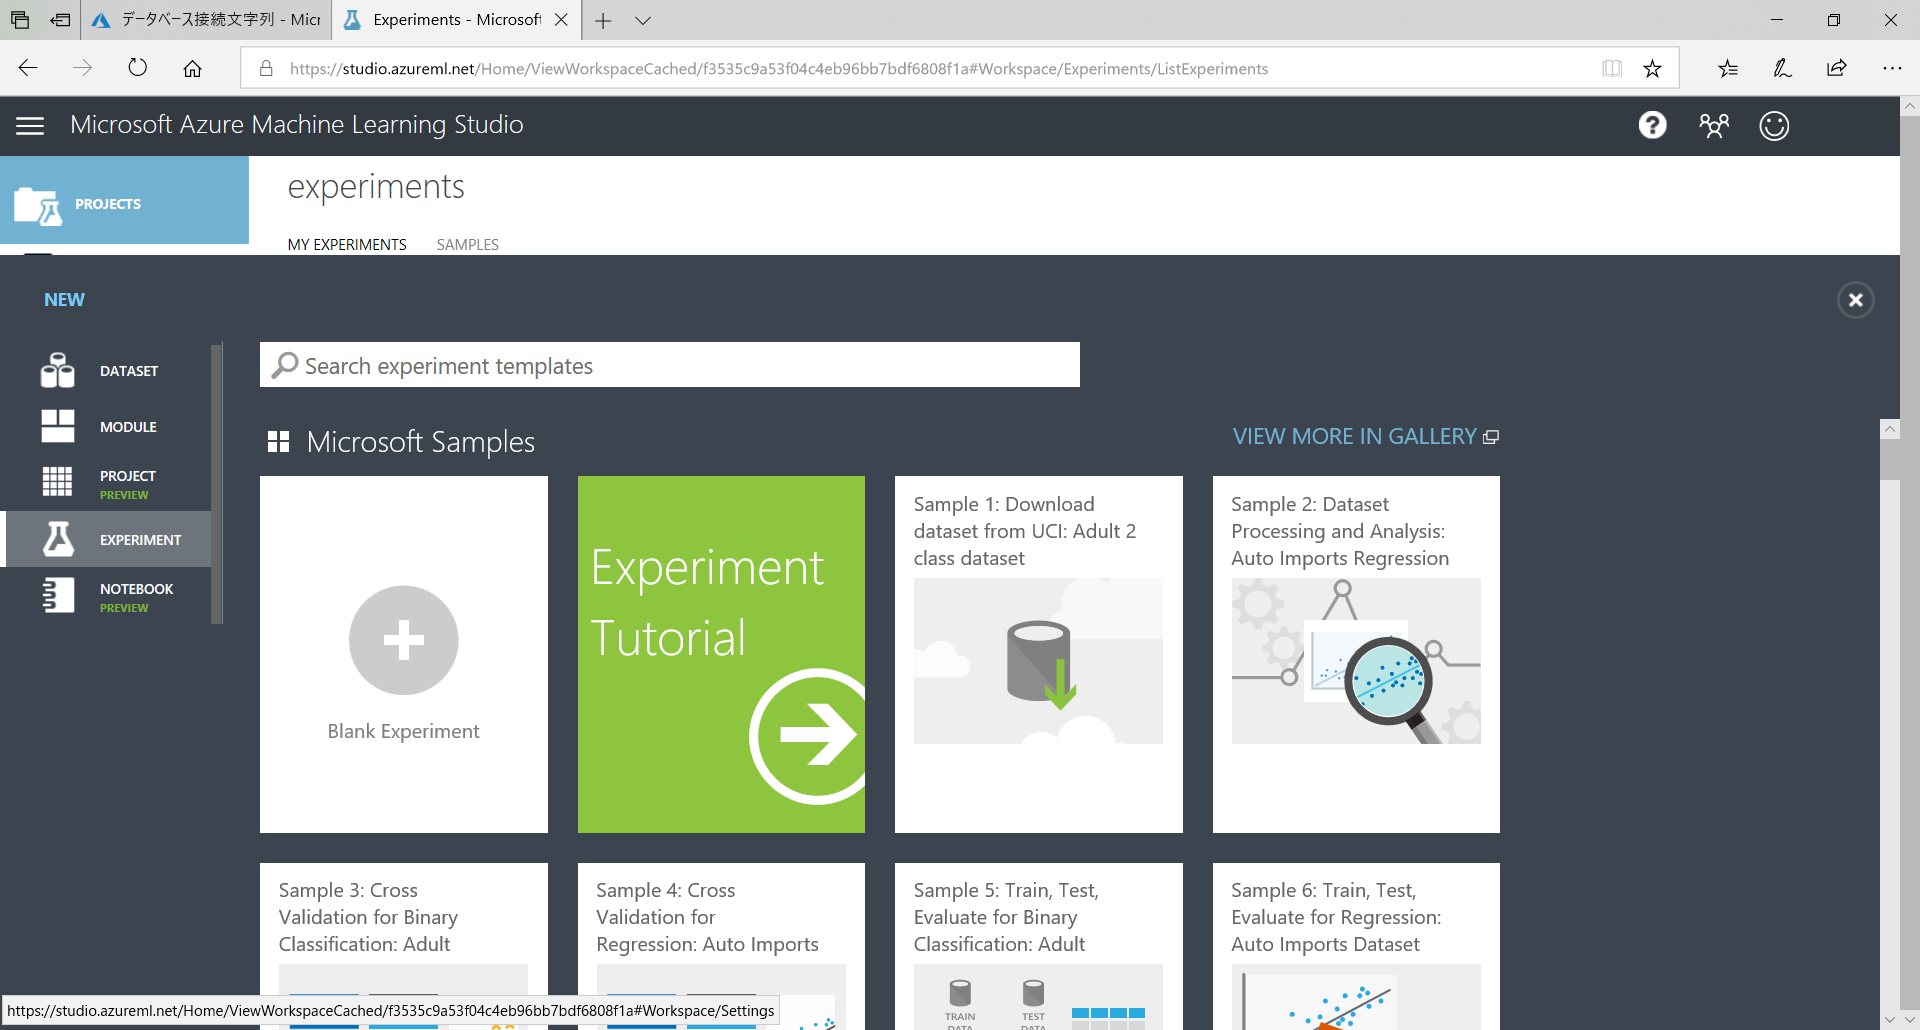 データベース接続文字列 - Micr
Experiments - Microsoft
https://studio.azureml.net/Home/ViewWorkspaceCached/f3535c9a53f04c4eb96bb7bdf6808f1a#Workspace/Experiments/ListExperiments
Microsoft Azure Machine Learning Studio
PROJECTS
experiments
MY EXPERIMENTS SAMPLES
NEW
DATASET
MODULE
PROJECT
PREVIEW
EXPERIMENT
NOTEBOOK
PREVIEW
Search experiment templates
Microsoft Samples
VIEW MORE IN GALLERY
Blank Experiment
Experiment
Tutorial
Sample 1: Download
dataset from UCI: Adult 2
class dataset
Sample 2: Dataset
Processing and Analysis:
Auto Imports Regression
Sample 3: Cross
Validation for Binary
Classification: Adult
Sample 4: Cross
Validation for
Regression: Auto Imports
Sample 5: Train, Test,
Evaluate for Binary
Classification: Adult
TRAIN
DATA
TEST
DATA
Sample 6: Train, Test,
Evaluate for Regression:
Auto Imports Dataset
https://studio.azureml.net/Home/ViewWorkspaceCached/f3535c9a53f04c4eb96bb7bdf6808f1a#Workspace/Settings